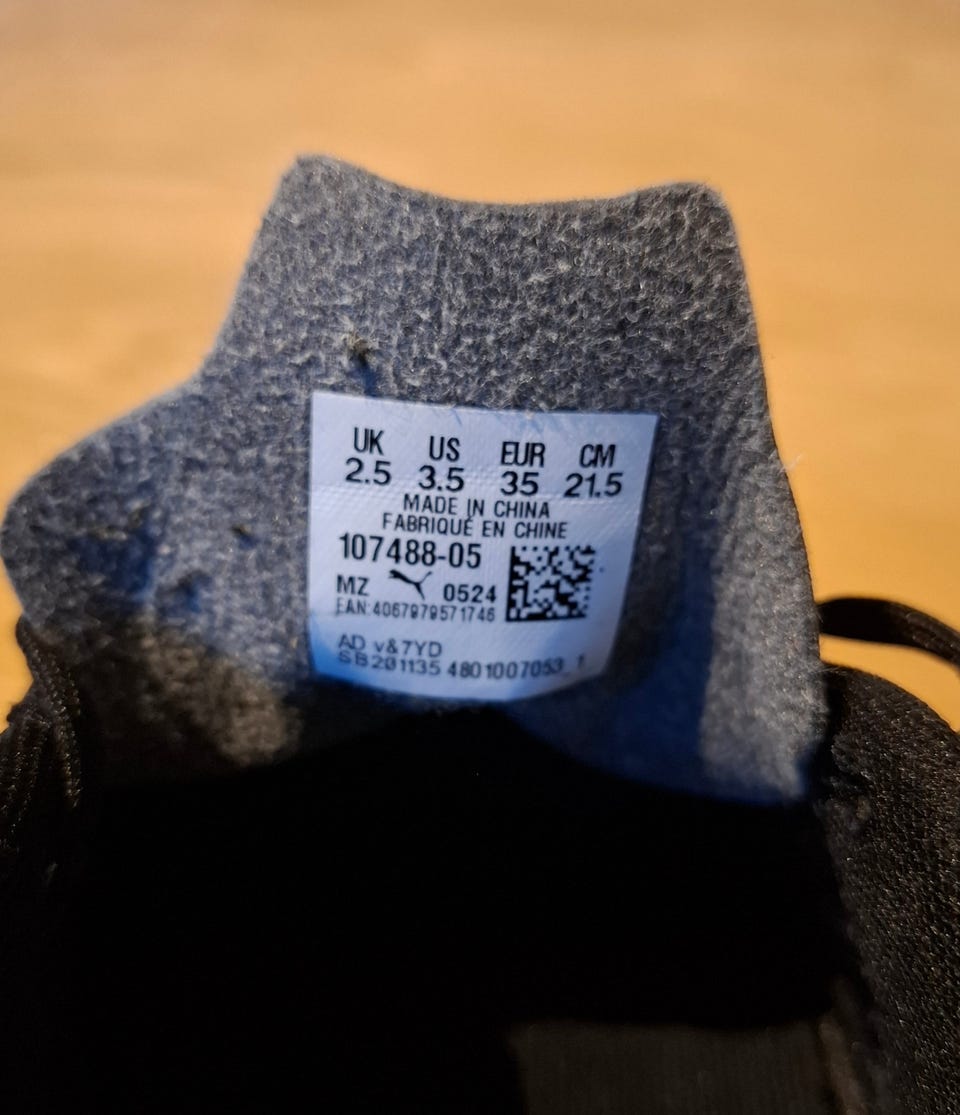 UK US EUR CM
2.5 3.5 35 21.5
MADE IN CHINA
FABRIQUÉ EN CHINE
107488-05
MZ 0524
EAN:4067979571746
AD v&7YD
SB201135 4801007053_1